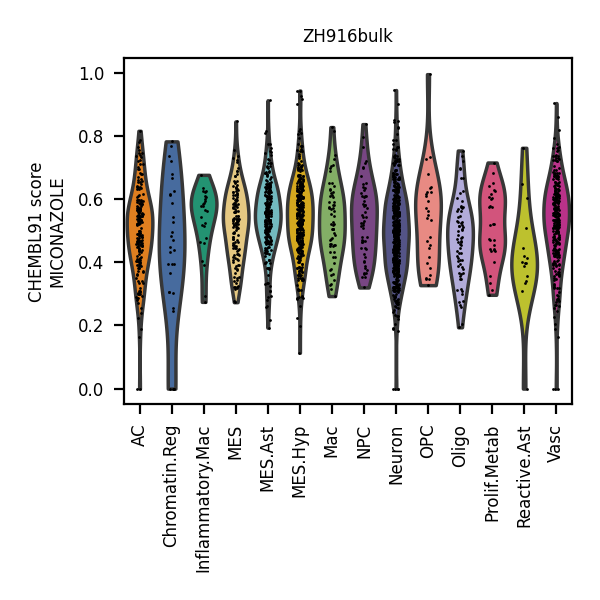 ZH916bulk
CHEMBL91 score
MICONAZOLE
1.0
0.8
0.6
0.4
0.2
0.0
AC
Chromatin.Reg
Inflammatory.Mac
MES
MES.Ast
MES.Hyp
Mac
NPC
Neuron
OPC
Oligo
Prolif.Metab
Reactive.Ast
Vasc